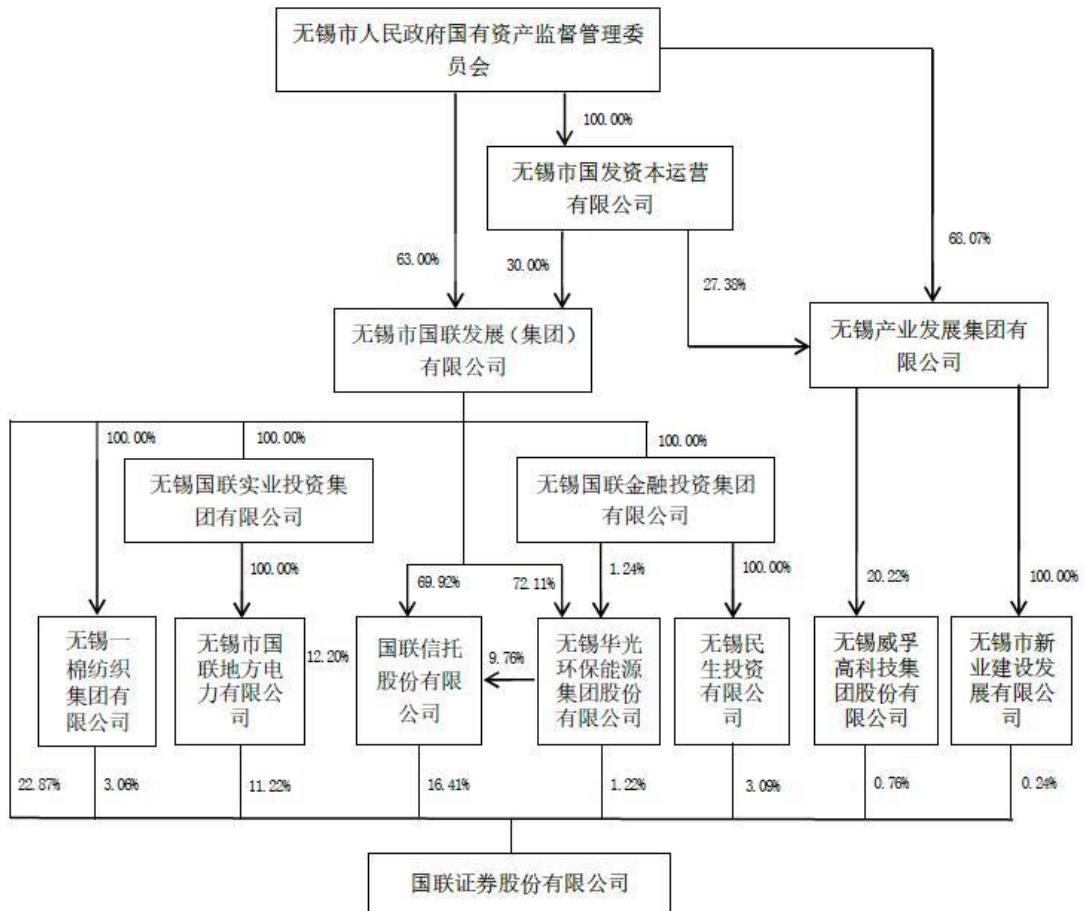 无锡市人民政府国有资产监督管理委
员会
100.00%
无锡市国发资本运营
有限公司
63.00%
30.00%
27.38%
68.07%
无锡市国联发展（集团）
有限公司
无锡产业发展集团有
限公司
100.00%
100.00%
100.00%
无锡国联实业投资集
团有限公司
无锡国联金融投资集团
有限公司
100.00%
69.92%
72.11%
1.24%
100.00%
20.22%
100.00%
无锡一
棉纺织
集团有
限公司
无锡市国
联地方电
力有限公
司
12.20%
国联信托
股份有限
公司
9.76%
无锡华光
环保能源
集团股份
有限公司
无锡民
生投资
有限公
司
无锡威孚
高科技集
团股份有
限公司
无锡市新
业建设发
展有限公
司
22.87%
3.06%
11.22%
16.41%
1.22%
3.09%
0.76%
0.24%
国联证券股份有限公司